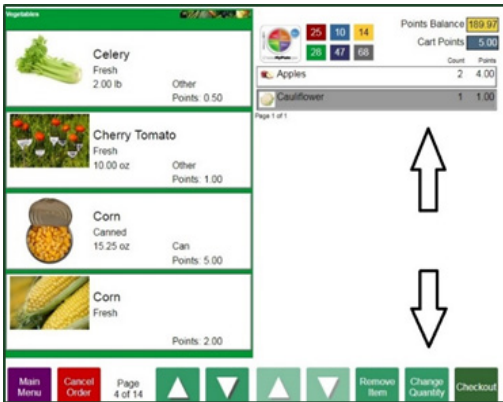 Vegetables
Celery
Fresh
2.00 lb
Other
Points: 0.50
Cherry Tomato
Fresh
10.00 oz
Other
Points: 1.00
Corn
Canned
15.25 oz
Can
Points: 5.00
Corn
Fresh
Points: 2.00
25 10 14
28 47 68
Points Balance 189.97
Cart Points 5.00
Count Points
Apples 2 4.00
Cauliflower 1 1.00
Page 1 of 1
Main Menu
Cancel Order
Page 4 of 14
Remove Item
Change Quantity
Checkout